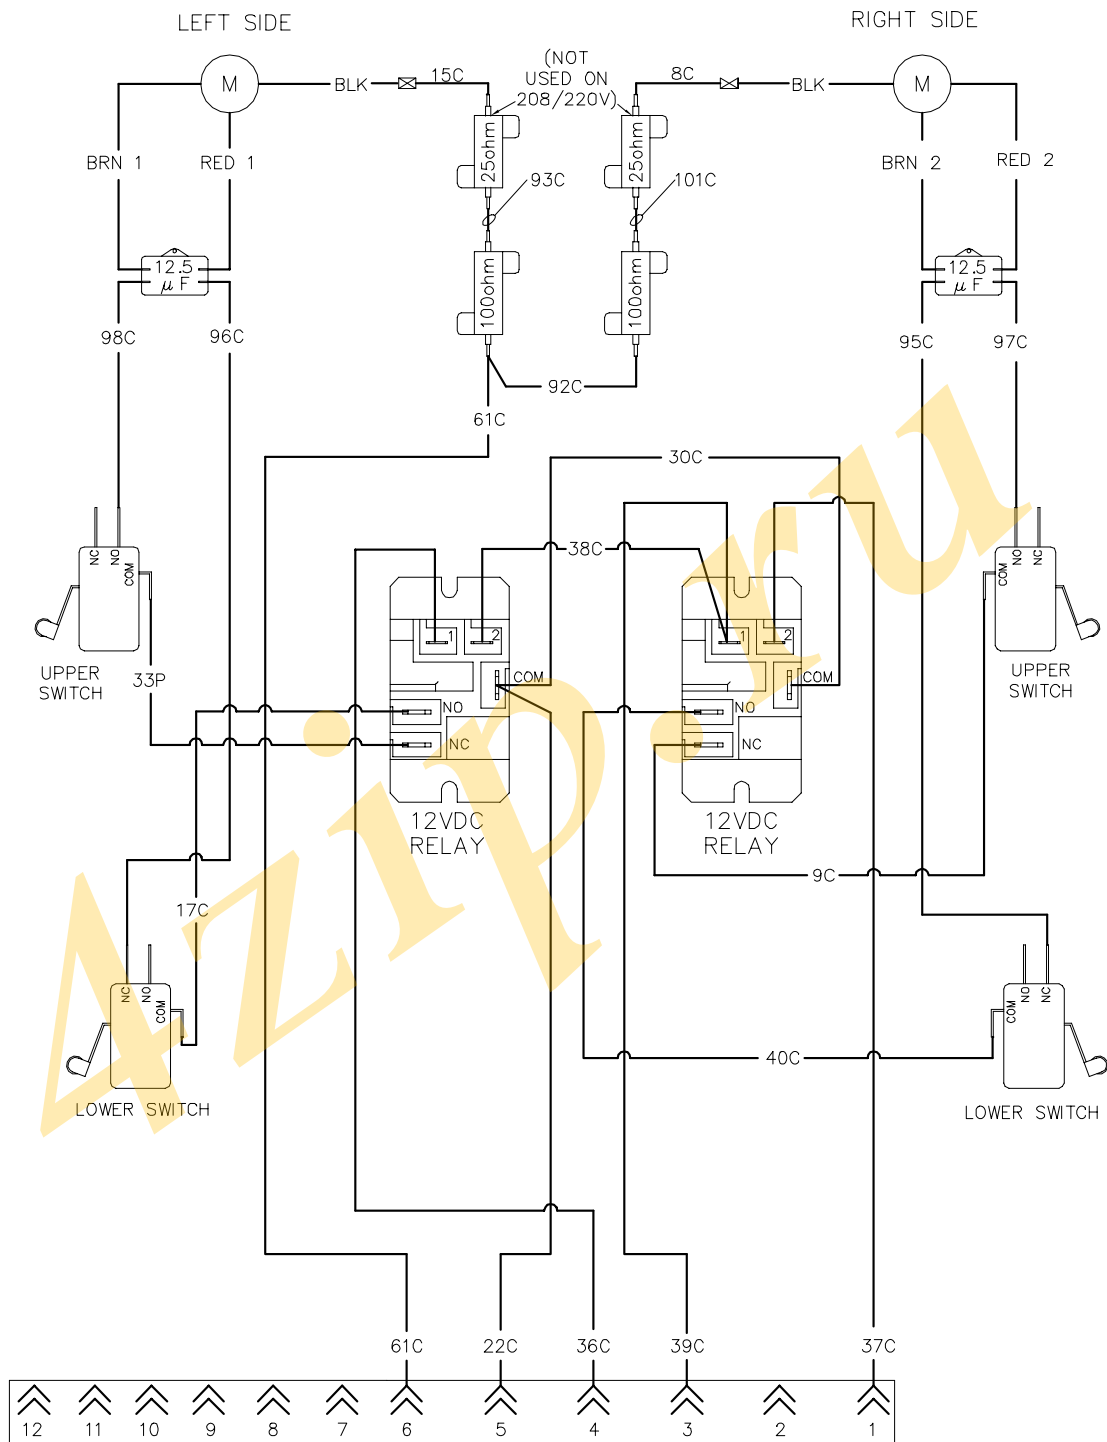 LEFT SIDE
RIGHT SIDE
(NOT
USED ON
208/220V)
M
BLK
15C
8C
BLK
M
BRN 1
RED 1
25ohm
25ohm
BRN 2
RED 2
93C
101C
12.5
µ F
100ohm
100ohm
12.5
µ F
98C
96C
92C
95C
97C
61C
30C
38C
NC
NO
COM
NO
NC
COM
1
2
COM
NO
NC
1
2
COM
NO
NC
UPPER
SWITCH
33P
UPPER
SWITCH
12VDC
RELAY
12VDC
RELAY
9C
17C
NC
NO
COM
COM
NO
NC
40C
LOWER SWITCH
LOWER SWITCH
61C
22C
36C
39C
37C
12
11
10
9
8
7
6
5
4
3
2
1
4zip.ru